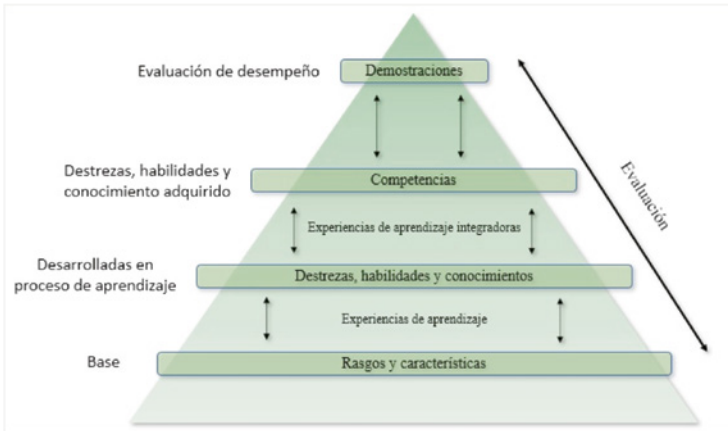 Evaluación de desempeño
Demostraciones
Destrezas, habilidades y
conocimiento adquirido
Competencias
Evaluación
Experiencias de aprendizaje integradoras
Desarrolladas en
proceso de aprendizaje
Destrezas, habilidades y conocimientos
Experiencias de aprendizaje
Base
Rasgos y características